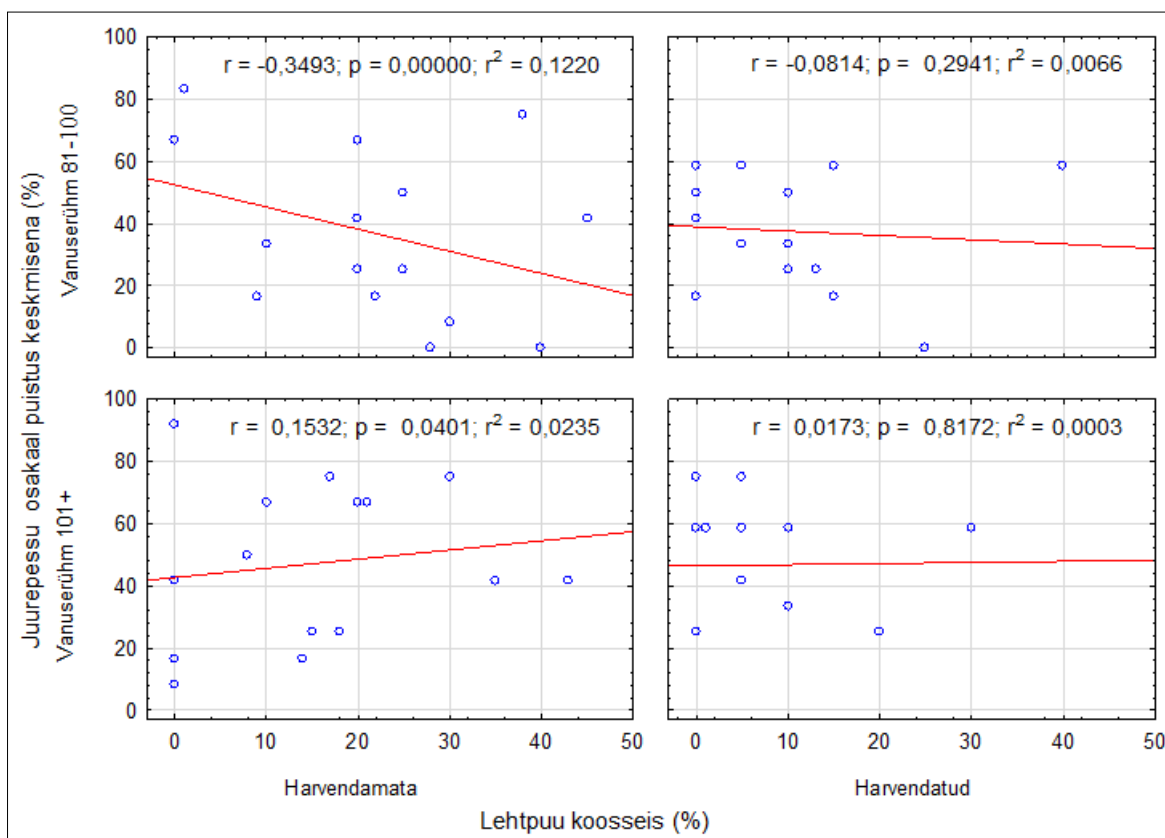 r = -0,3493; p = 0,00000; r² = 0,1220
r = -0,0814; p = 0,2941; r² = 0,0066
100
80
60
40
20
0
Vanuserühm 81-100
r = 0,1532; p = 0,0401; r² = 0,0235
r = 0,0173; p = 0,8172; r² = 0,0003
100
80
60
40
20
0
Vanuserühm 101+
Juurepessu osakaal puistus keskmisena (%)
0 10 20 30 40 50
0 10 20 30 40 50
Harvendamata
Harvendatud
Lehtpuu koosseis (%)